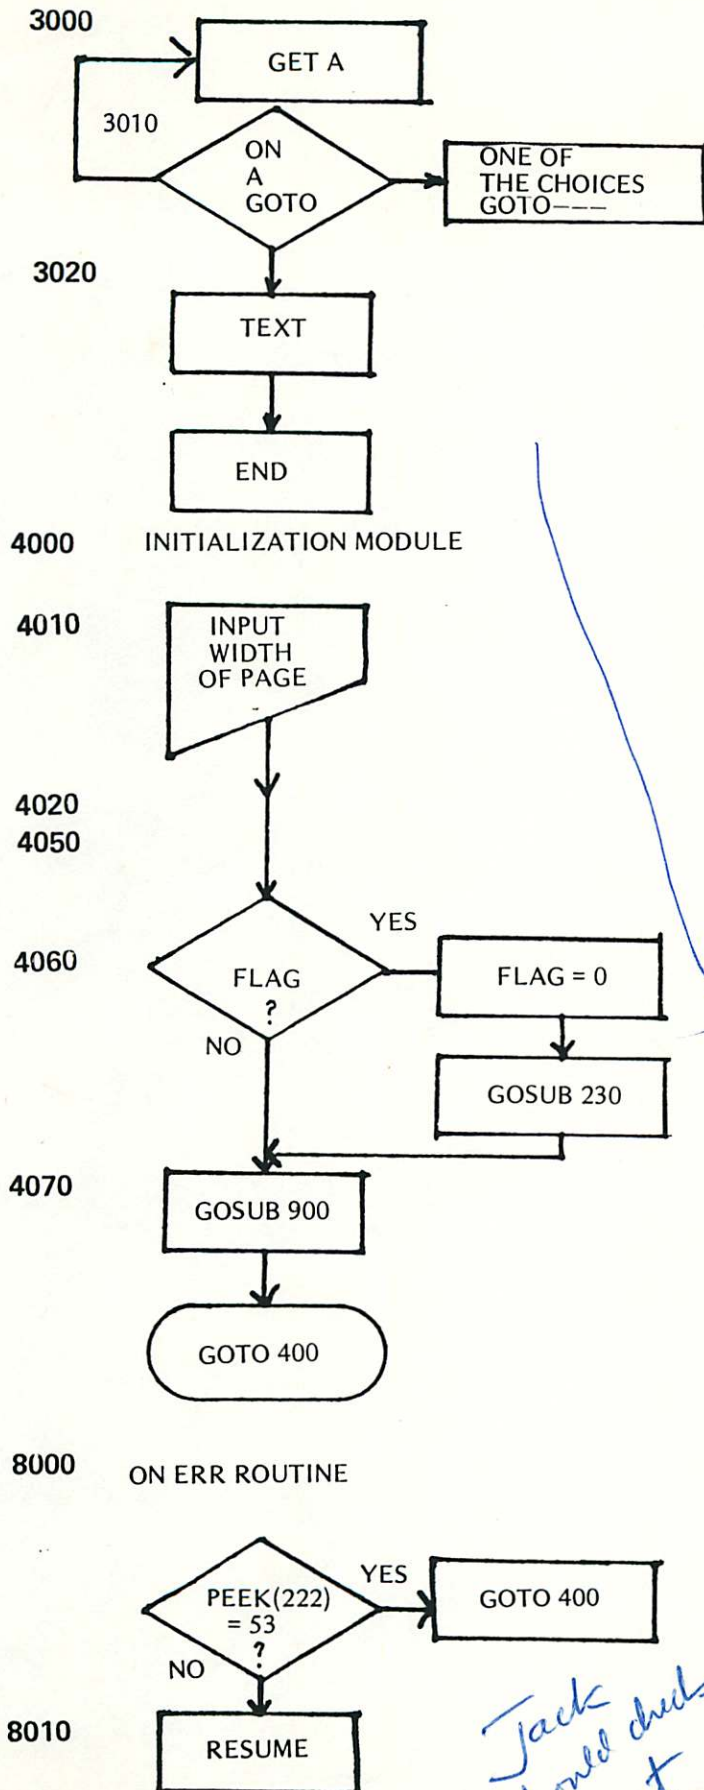 3000
GET A
3010
ON
A
GOTO
ONE OF
THE CHOICES
GOTO———
3020
TEXT
END
4000 INITIALIZATION MODULE
4010
INPUT
WIDTH
OF PAGE
4020
4050
YES
4060
FLAG
?
FLAG = 0
NO
GOSUB 230
4070
GOSUB 900
GOTO 400
8000 ON ERR ROUTINE
PEEK(222)
= 53
?
YES
GOTO 400
NO
8010
RESUME
Jack